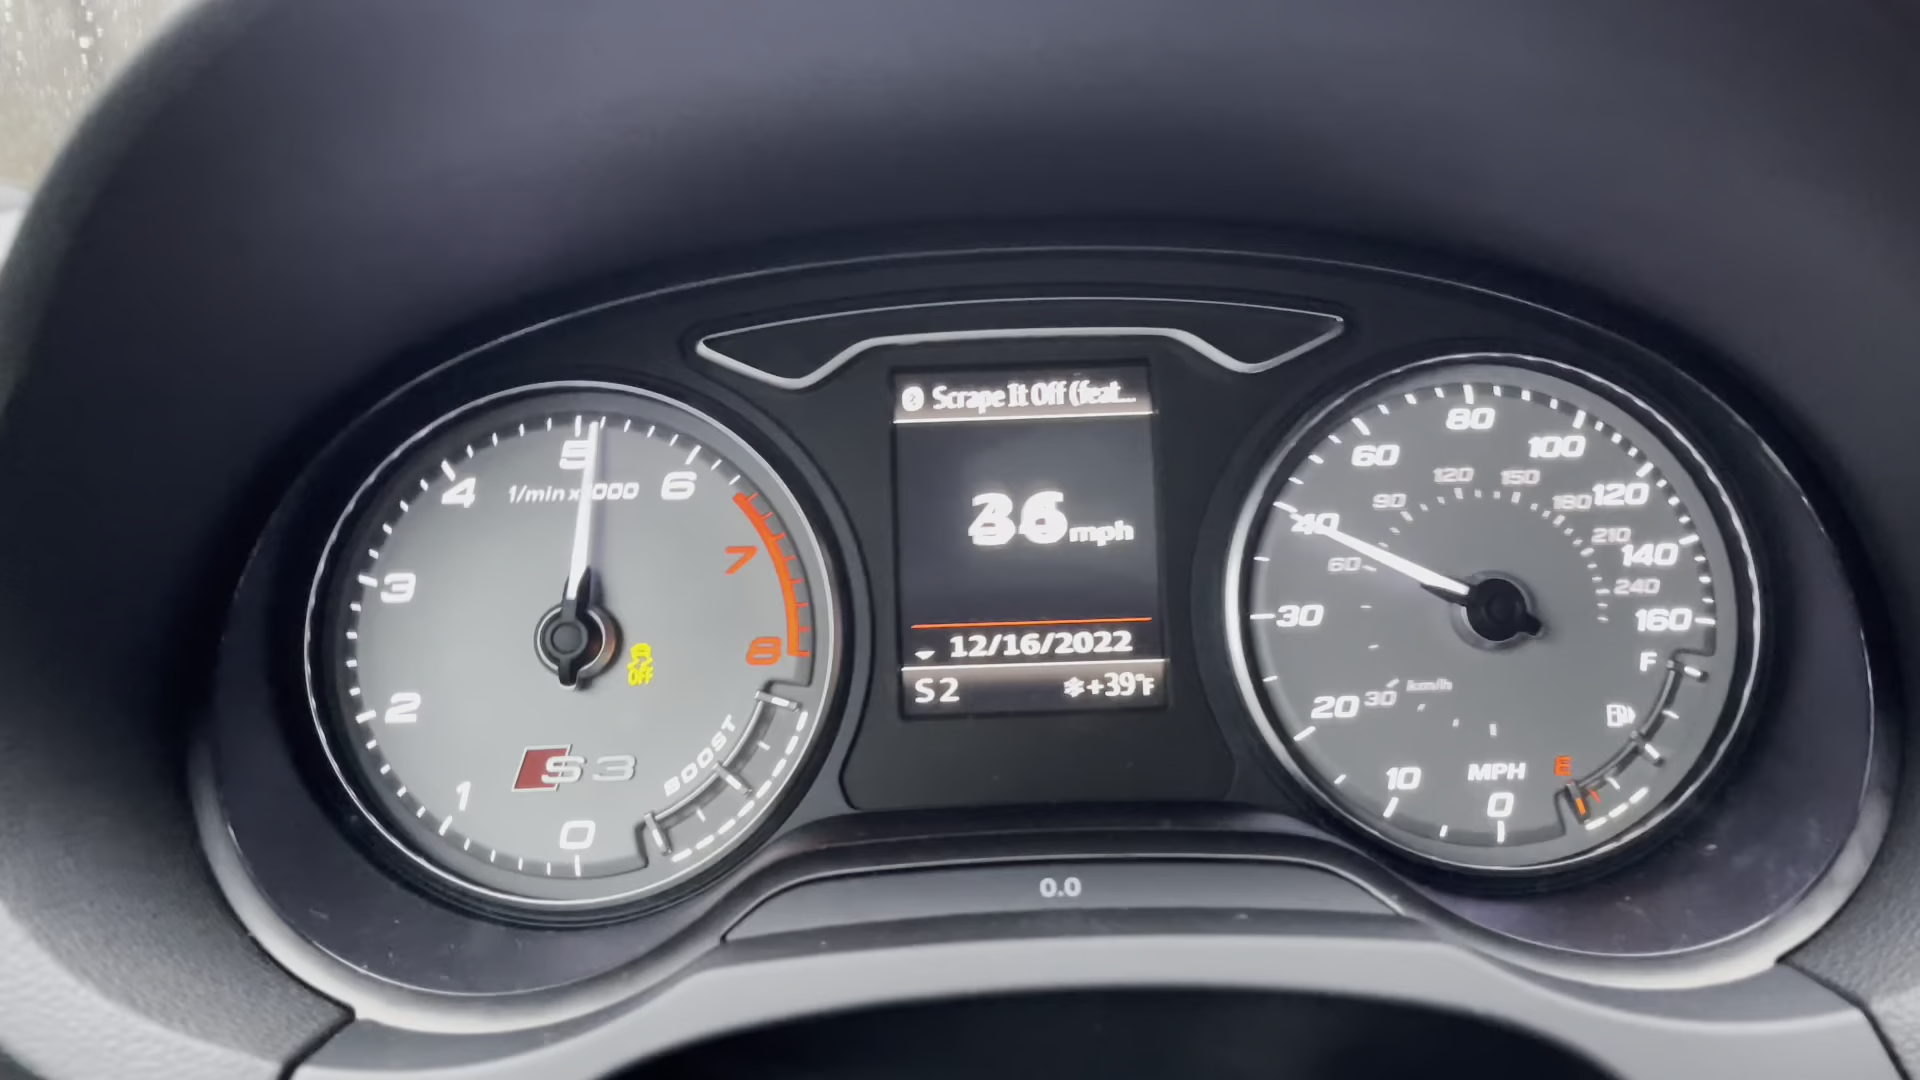 Scrape It Off (feat...
mph
12/16/2022
S 2
+39°F
0.0
0
1
2
3
4
5
6
7
8
1/min x1000
OFF
S3
BOOST
0
10
20
30
40
60
80
100
120
140
160
MPH
30
60
90
120
150
180
210
240
km/h
F
E